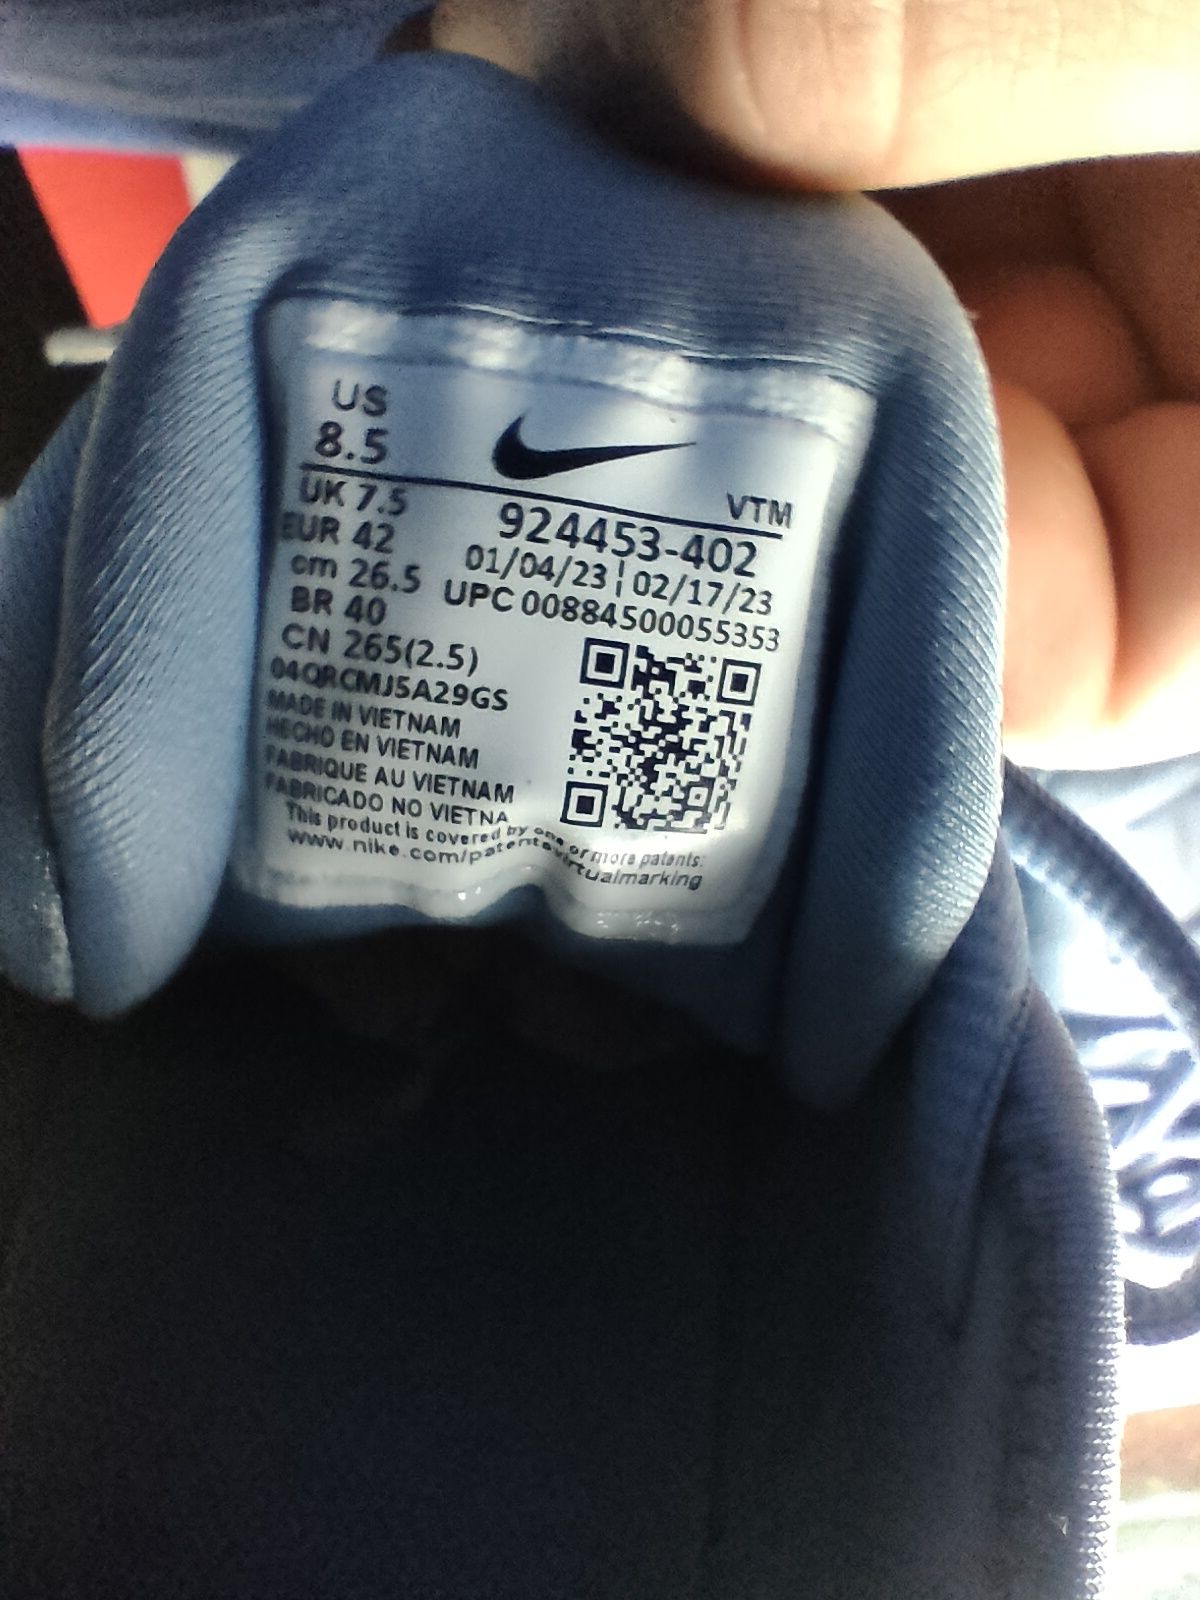 US
8.5
VTM
UK 7.5
924453-402
EUR 42
01/04/23 ¦ 02/17/23
cm 26.5
UPC 00884500055353
BR 40
CN 265(2.5)
04QRCMJ5A29GS
MADE IN VIETNAM
HECHO EN VIETNAM
FABRIQUE AU VIETNAM
FABRICADO NO VIETNA
This product is covered by one or more patents:
www.nike.com/patentsvirtualmarking